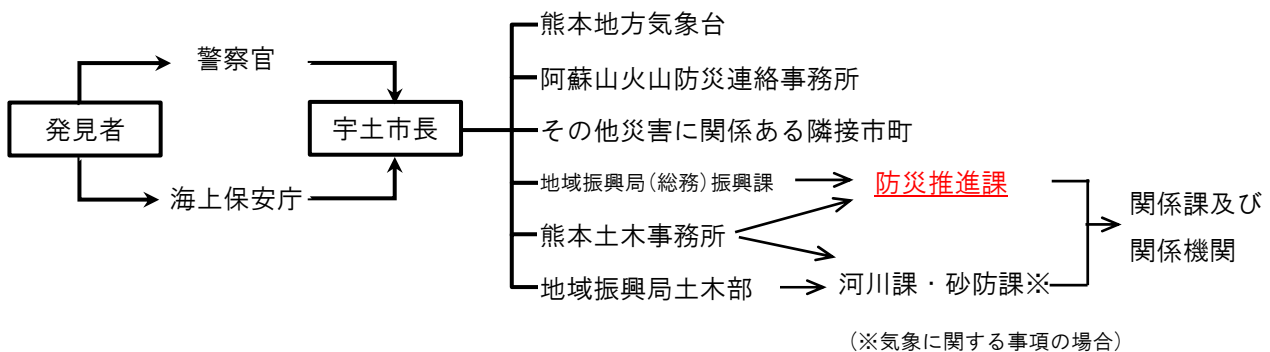 発見者
警察官
海上保安庁
宇土市長
熊本地方気象台
阿蘇山火山防災連絡事務所
その他災害に関係ある隣接市町
地域振興局(総務)振興課
熊本土木事務所
地域振興局土木部
防災推進課
河川課・砂防課※
関係課及び
関係機関
（※気象に関する事項の場合）